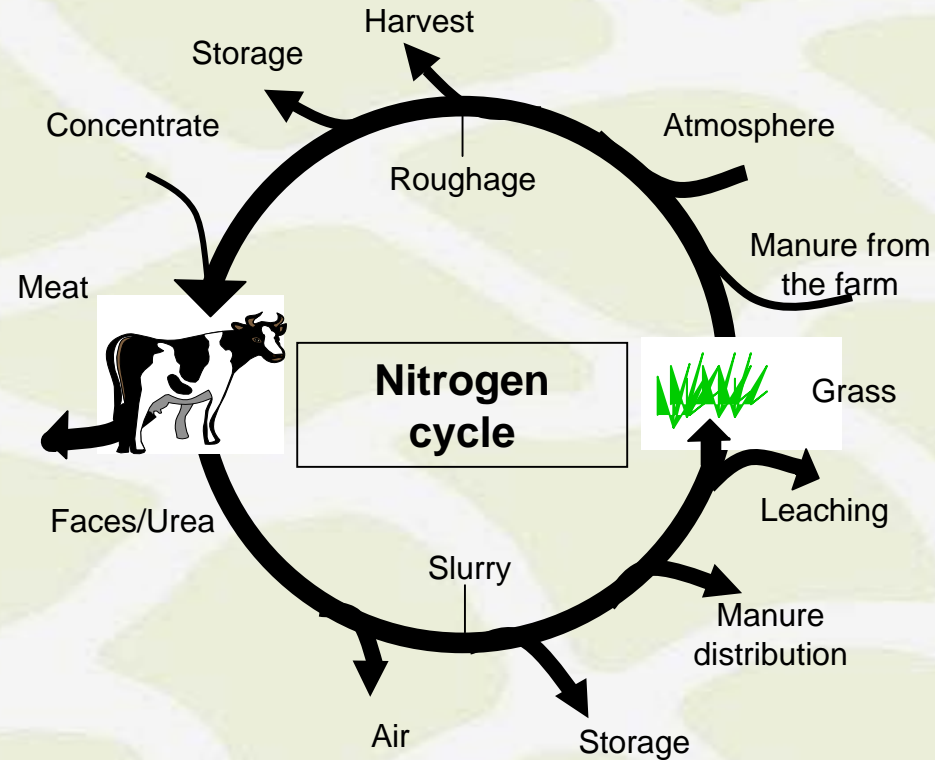 Harvest
Storage
Concentrate
Atmosphere
Roughage
Manure from
the farm
Meat
Nitrogen
cycle
Grass
Leaching
Faces/Urea
Slurry
Manure
distribution
Air
Storage